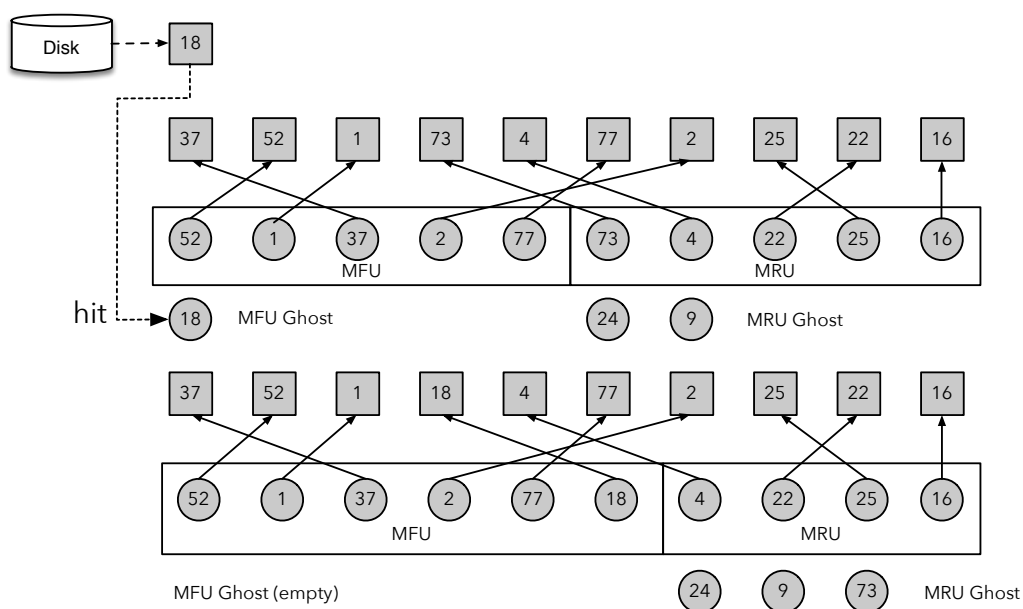 Disk 18
37 52 1 73 4 77 2 25 22 16
52 1 37 2 77 73 4 22 25 16
MFU MRU
hit 18 MFU Ghost 24 9 MRU Ghost
37 52 1 18 4 77 2 25 22 16
52 1 37 2 77 18 4 22 25 16
MFU MRU
MFU Ghost (empty) 24 9 73 MRU Ghost